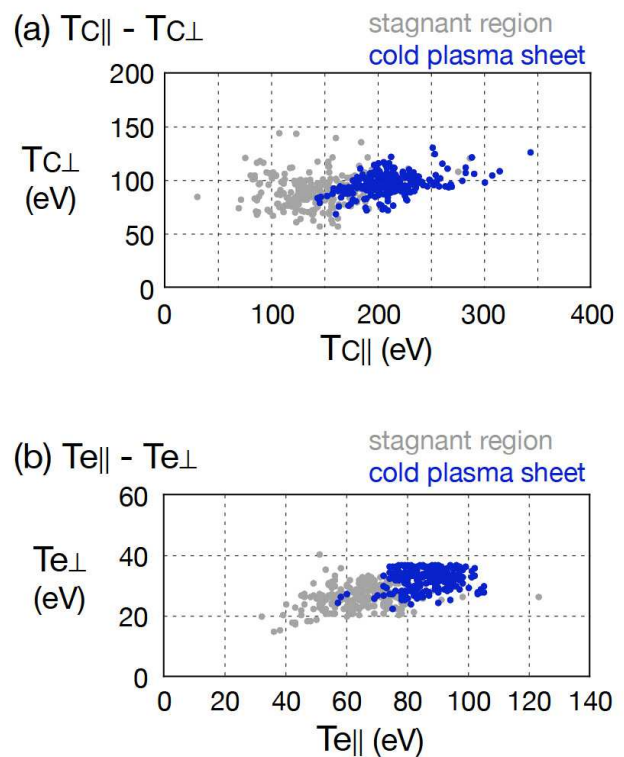 (a) TC∥ - TC⊥
stagnant region
cold plasma sheet
200
150
100
50
0
TC⊥
(eV)
0 100 200 300 400
TC∥ (eV)
(b) Te∥ - Te⊥
stagnant region
cold plasma sheet
60
40
20
0
Te⊥
(eV)
0 20 40 60 80 100 120 140
Te∥ (eV)